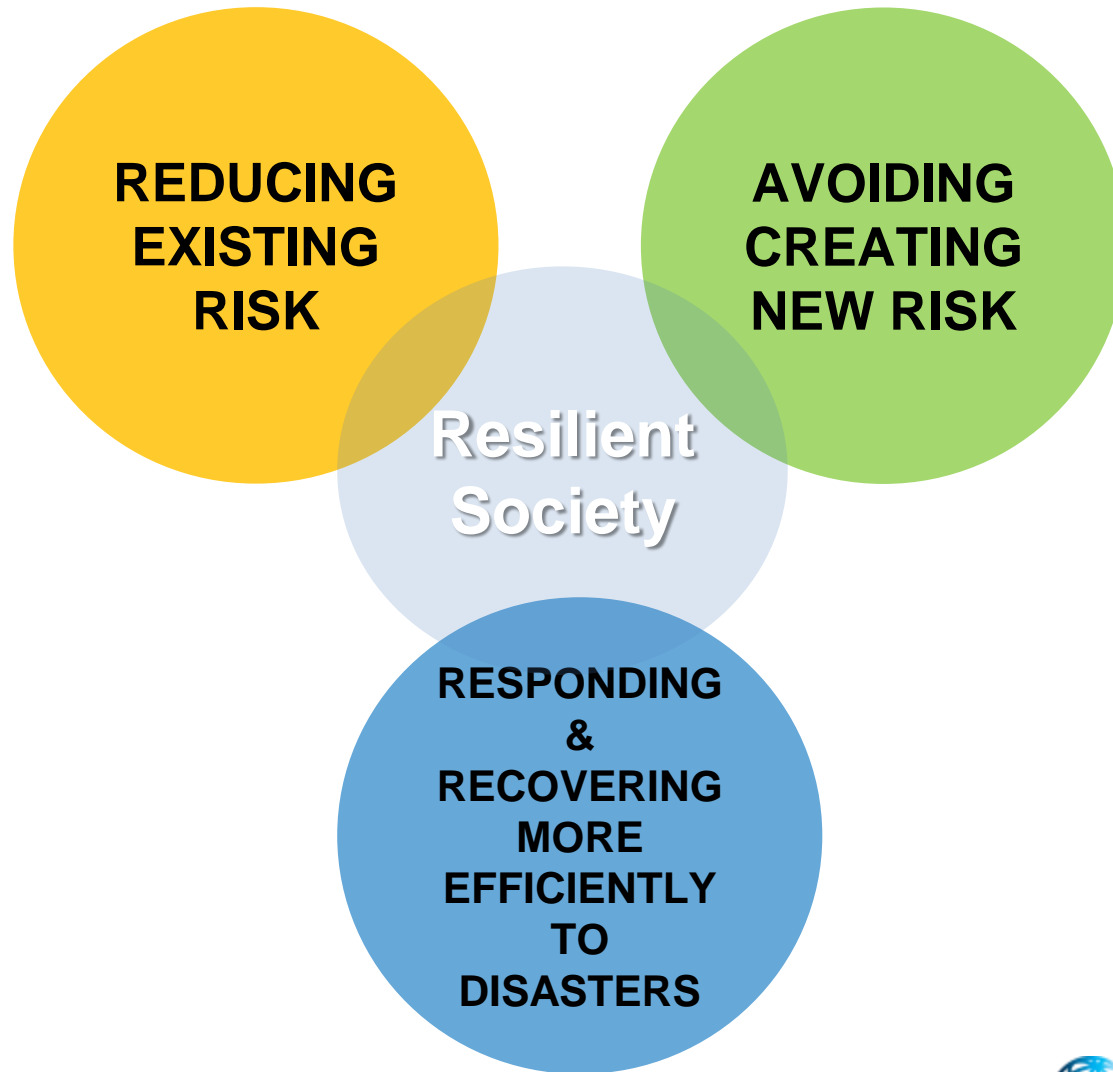 REDUCING
EXISTING
RISK
AVOIDING
CREATING
NEW RISK
Resilient
Society
RESPONDING
&
RECOVERING
MORE
EFFICIENTLY
TO
DISASTERS